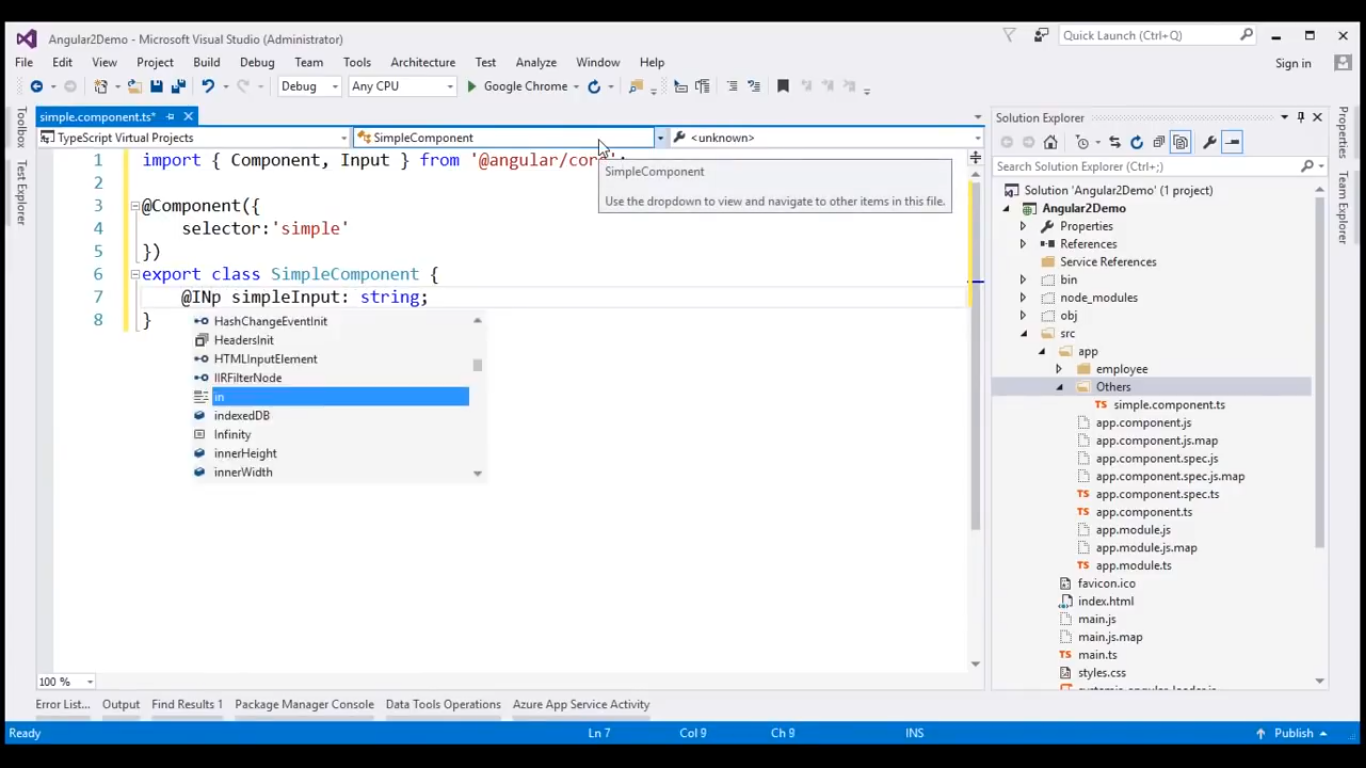 Angular2Demo - Microsoft Visual Studio (Administrator)
Quick Launch (Ctrl+Q)
File Edit View Project Build Debug Team Tools Architecture Test Analyze Window Help
Sign in
Debug Any CPU Google Chrome
Toolbox
Test Explorer
simple.component.ts*
TypeScript Virtual Projects SimpleComponent <unknown>
1 import { Component, Input } from '@angular/cor
SimpleComponent
Use the dropdown to view and navigate to other items in this file.
2
3 @Component({
4 selector:'simple'
5 })
6 export class SimpleComponent {
7 @INp simpleInput: string;
8 }
HashChangeEventInit
HeadersInit
HTMLInputElement
IIRFilterNode
in
indexedDB
Infinity
innerHeight
innerWidth
100 %
Solution Explorer
Search Solution Explorer (Ctrl+;)
Solution 'Angular2Demo' (1 project)
Angular2Demo
Properties
References
Service References
bin
node_modules
obj
src
app
employee
Others
TS simple.component.ts
app.component.js
app.component.js.map
app.component.spec.js
app.component.spec.js.map
TS app.component.spec.ts
TS app.component.ts
app.module.js
app.module.js.map
TS app.module.ts
favicon.ico
index.html
main.js
main.js.map
TS main.ts
styles.css
Properties
Team Explorer
Error List... Output Find Results 1 Package Manager Console Data Tools Operations Azure App Service Activity
Ready Ln 7 Col 9 Ch 9 INS Publish